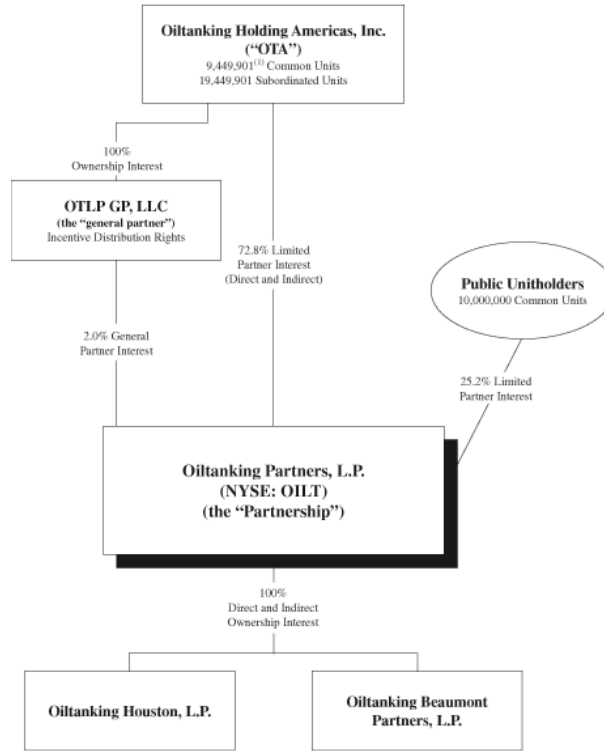 Oiltanking Holding Americas, Inc.
(“OTA”)
9,449,901(1) Common Units
19,449,901 Subordinated Units
100%
Ownership Interest
OTLP GP, LLC
(the “general partner”)
Incentive Distribution Rights
72.8% Limited
Partner Interest
(Direct and Indirect)
Public Unitholders
10,000,000 Common Units
2.0% General
Partner Interest
25.2% Limited
Partner Interest
Oiltanking Partners, L.P.
(NYSE: OILT)
(the “Partnership”)
100%
Direct and Indirect
Ownership Interest
Oiltanking Houston, L.P.
Oiltanking Beaumont
Partners, L.P.